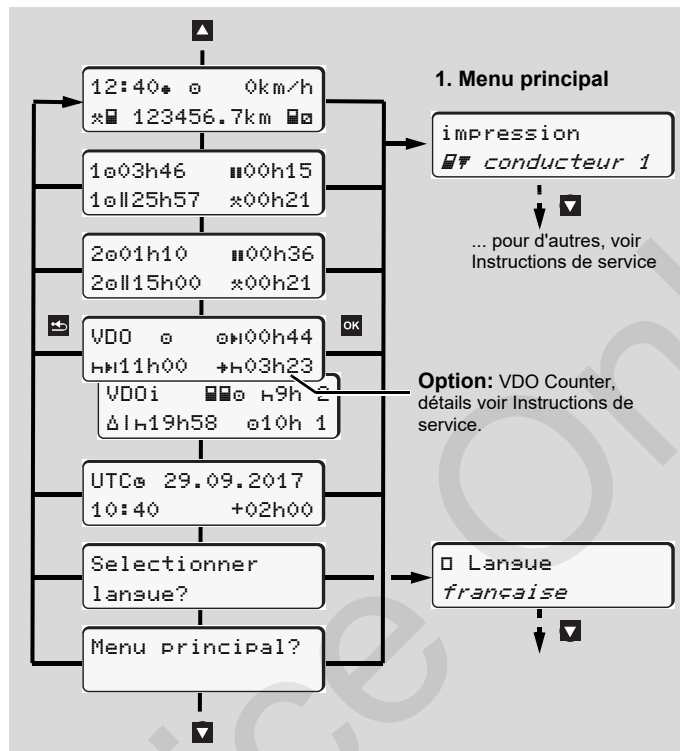 12:40● ⊙ 0km/h
123456.7km
1. Menu principal
impression
conducteur 1
... pour d'autres, voir
Instructions de service
1⊙03h46 ▮▮00h15
1⊙‖25h57 00h21
2⊙01h10 ▮▮00h36
2⊙‖15h00 00h21
VDO ⊙ ⊙00h44
11h00 03h23
OK
VDOi ⊙ 9h 2
19h58 ⊙10h 1
Option: VDO Counter,
détails voir Instructions de
service.
UTC 29.09.2017
10:40 +02h00
Selectionner
langue?
Langue
française
Menu principal?